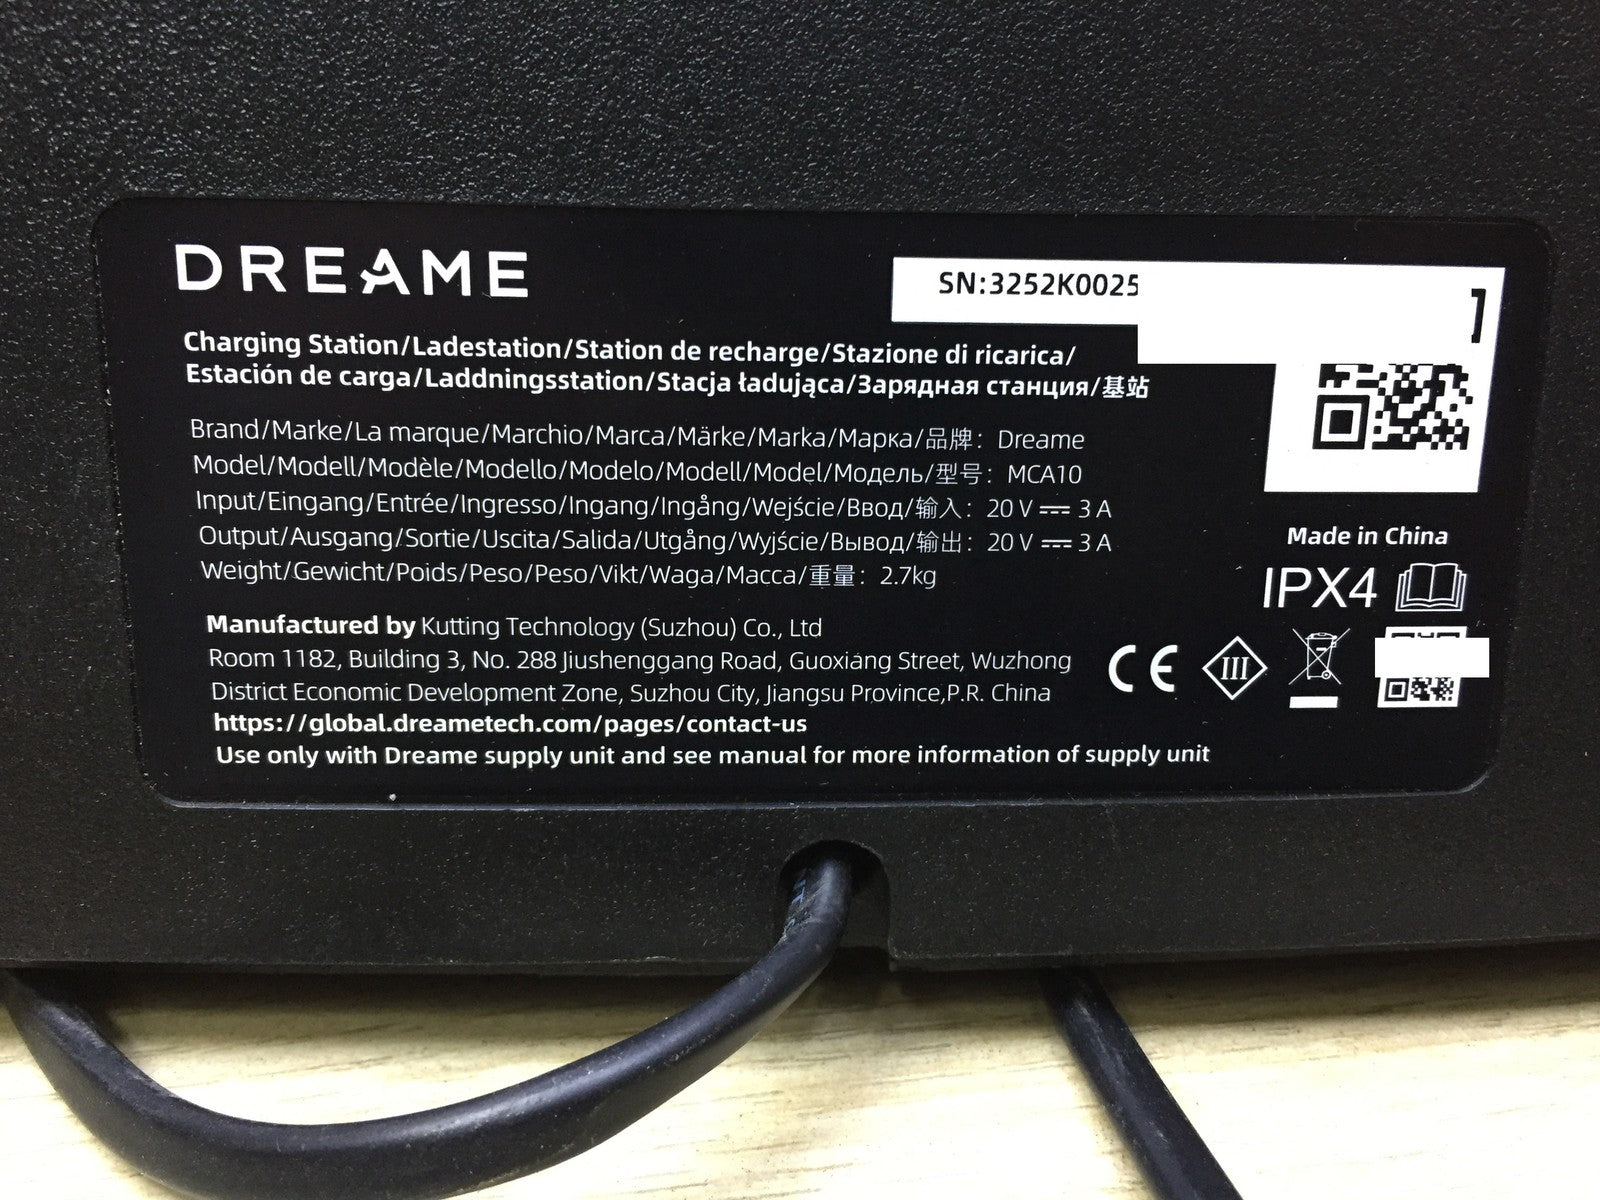 DREAME
SN:3252K0025
Charging Station/Ladestation/Station de recharge/Stazione di ricarica/
Estación de carga/Laddningsstation/Stacja ładująca/Зарядная станция/基站
Brand/Marke/La marque/Marchio/Marca/Märke/Marka/Марка/品牌：Dreame
Model/Modell/Modèle/Modello/Modelo/Modell/Model/Модель/型号：MCA10
Input/Eingang/Entrée/Ingresso/Ingang/Ingång/Wejście/Ввод/输入：20 V ⎓ 3 A
Output/Ausgang/Sortie/Uscita/Salida/Utgång/Wyjście/Вывод/输出：20 V ⎓ 3 A
Weight/Gewicht/Poids/Peso/Peso/Vikt/Waga/Масса/重量：2.7kg
Made in China
IPX4
Manufactured by Kutting Technology (Suzhou) Co., Ltd
Room 1182, Building 3, No. 288 Jiushenggang Road, Guoxiang Street, Wuzhong
District Economic Development Zone, Suzhou City, Jiangsu Province,P.R. China
CE
III
https://global.dreametech.com/pages/contact-us
Use only with Dreame supply unit and see manual for more information of supply unit